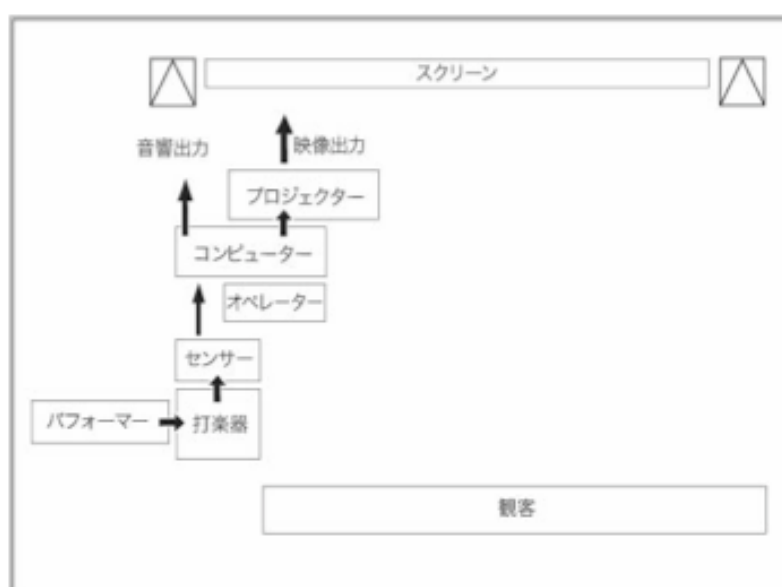 スクリーン
音響出力
映像出力
プロジェクター
コンピューター
オペレーター
センサー
パフォーマー
打楽器
観客